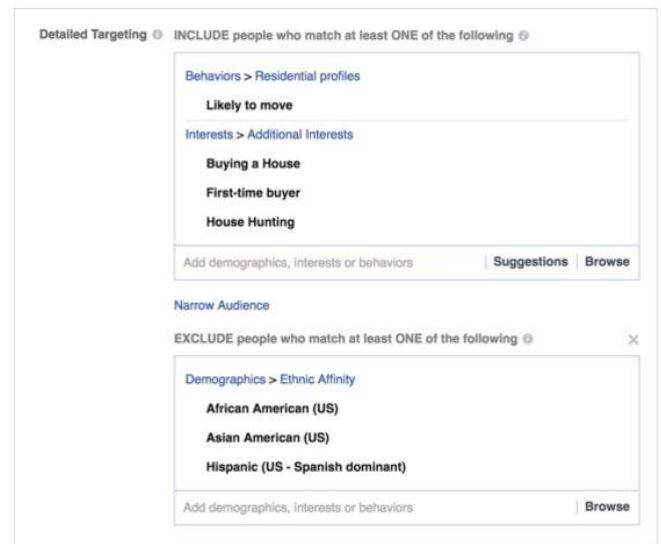 Detailed Targeting INCLUDE people who match at least ONE of the following
Behaviors > Residential profiles
Likely to move
Interests > Additional Interests
Buying a House
First-time buyer
House Hunting
Add demographics, interests or behaviors Suggestions Browse
Narrow Audience
EXCLUDE people who match at least ONE of the following
Demographics > Ethnic Affinity
African American (US)
Asian American (US)
Hispanic (US - Spanish dominant)
Add demographics, interests or behaviors Browse